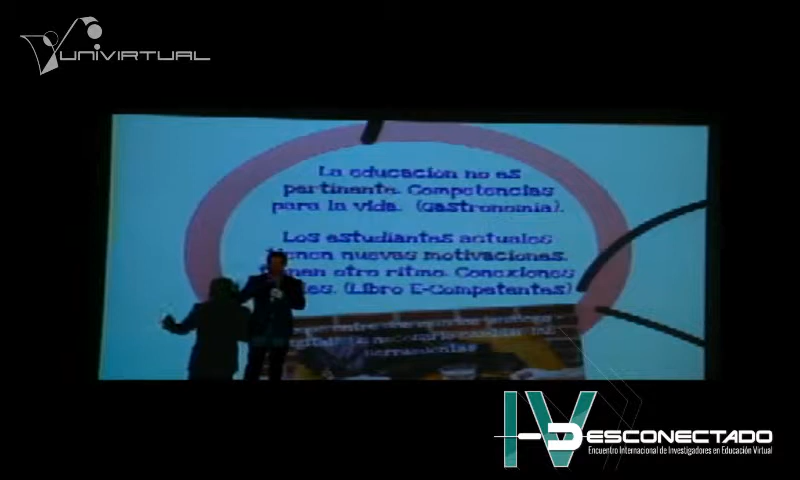 UNIVIRTUAL
La educación no es
pertinente. Competencias
para la vida. (Gastronomía).
Los estudiantes actuales
tienen nuevas motivaciones.
otro ritmo. Conexiones
(Libro E-Competentes)
herramientas
IV DESCONECTADO
Encuentro Internacional de Investigadores en Educación Virtual